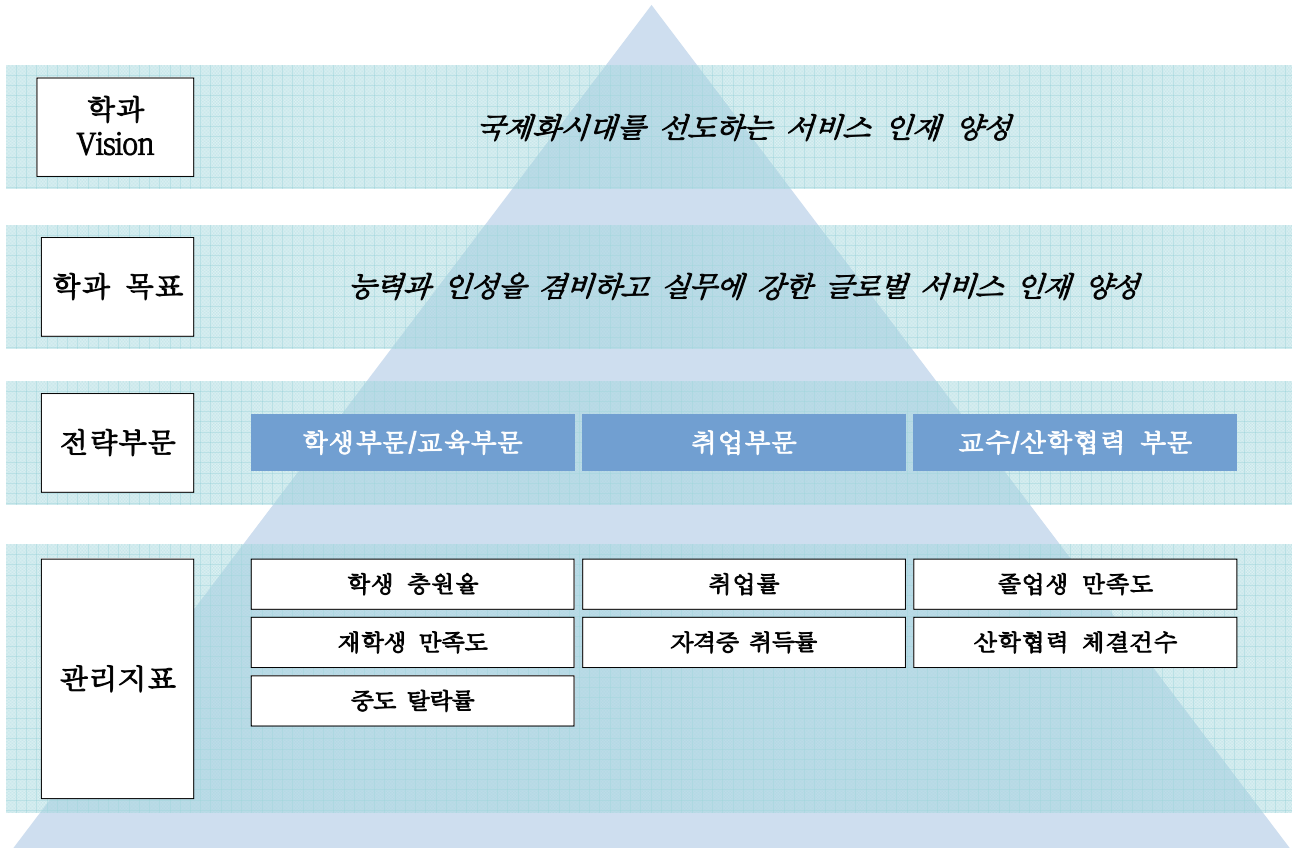 학과
Vision
국제화시대를 선도하는 서비스 인재 양성
학과 목표
능력과 인성을 겸비하고 실무에 강한 글로벌 서비스 인재 양성
전략부문
학생부문/교육부문
취업부문
교수/산학협력 부문
관리지표
학생 충원율
취업률
졸업생 만족도
재학생 만족도
자격증 취득률
산학협력 체결건수
중도 탈락률